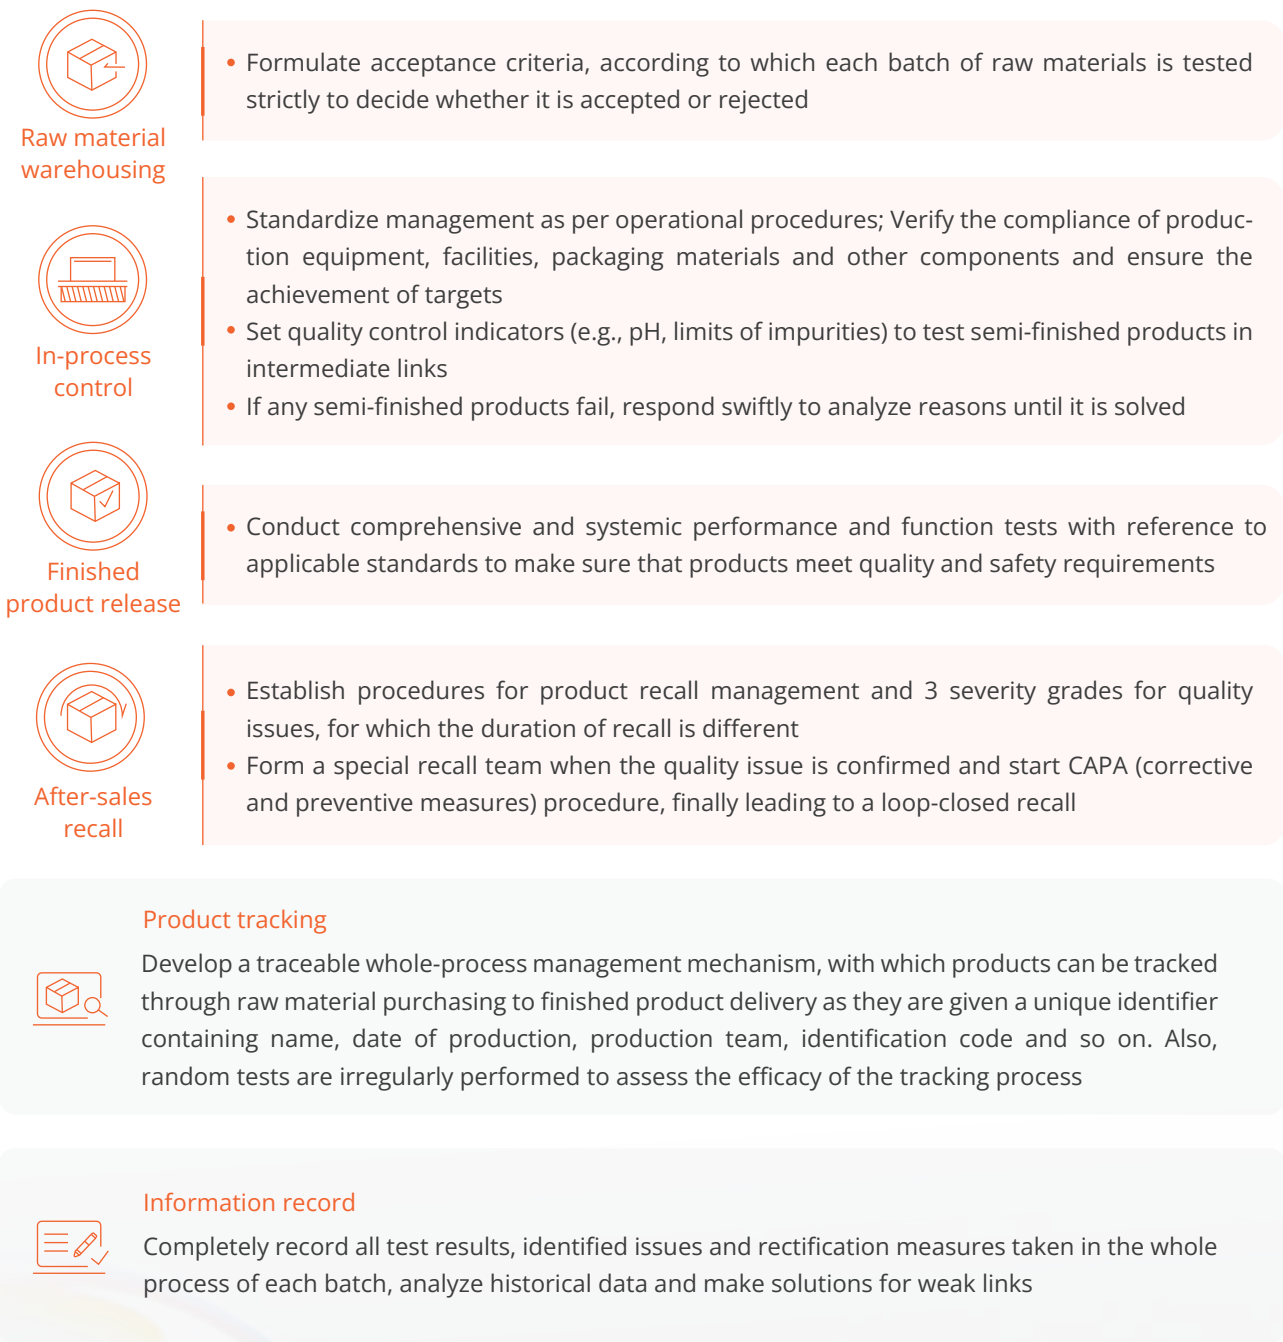 Raw material
warehousing
• Formulate acceptance criteria, according to which each batch of raw materials is tested
strictly to decide whether it is accepted or rejected
In-process
control
• Standardize management as per operational procedures; Verify the compliance of produc-
tion equipment, facilities, packaging materials and other components and ensure the
achievement of targets
• Set quality control indicators (e.g., pH, limits of impurities) to test semi-finished products in
intermediate links
• If any semi-finished products fail, respond swiftly to analyze reasons until it is solved
Finished
product release
• Conduct comprehensive and systemic performance and function tests with reference to
applicable standards to make sure that products meet quality and safety requirements
After-sales
recall
• Establish procedures for product recall management and 3 severity grades for quality
issues, for which the duration of recall is different
• Form a special recall team when the quality issue is confirmed and start CAPA (corrective
and preventive measures) procedure, finally leading to a loop-closed recall
Product tracking
Develop a traceable whole-process management mechanism, with which products can be tracked
through raw material purchasing to finished product delivery as they are given a unique identifier
containing name, date of production, production team, identification code and so on. Also,
random tests are irregularly performed to assess the efficacy of the tracking process
Information record
Completely record all test results, identified issues and rectification measures taken in the whole
process of each batch, analyze historical data and make solutions for weak links